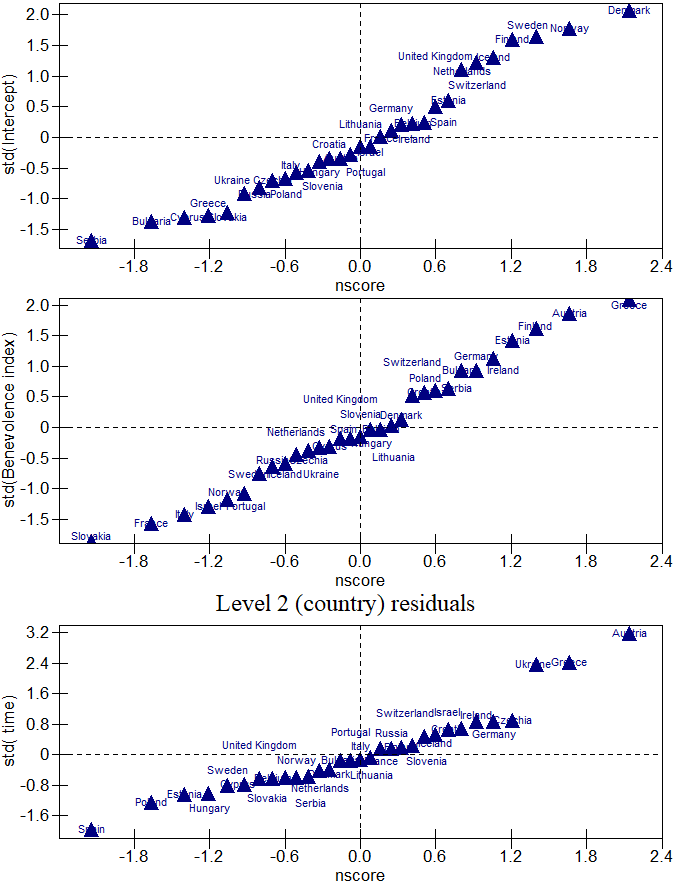 2.0
1.5
1.0
0.5
0
-0.5
-1.0
-1.5
std(Intercept)
Denmark
Sweden
Norway
Finland
United Kingdom
Iceland
Netherlands
Switzerland
Estonia
Germany
Spain
Lithuania
Ireland
Croatia
Portugal
Italy
Hungary
Slovenia
Ukraine
Czechia
Russia
Poland
Greece
Bulgaria
Cyprus
Slovakia
Serbia
-1.8 -1.2 -0.6 0.0 0.6 1.2 1.8 2.4
nscore
2.0
1.5
1.0
0.5
0
-0.5
-1.0
-1.5
std(Benevolence index)
Greece
Austria
Finland
Estonia
Germany
Switzerland
Ireland
Poland
Serbia
United Kingdom
Slovenia
Denmark
Spain
Netherlands
Hungary
Lithuania
Russia
Czechia
Sweden
Iceland
Ukraine
Norway
Israel
Portugal
Italy
France
Slovakia
-1.8 -1.2 -0.6 0.0 0.6 1.2 1.8 2.4
nscore
Level 2 (country) residuals
3.2
2.4
1.6
0.8
0
-0.8
-1.6
std( time)
Austria
Ukraine
Greece
Switzerland
Israel
Ireland
Czechia
Germany
Portugal
Russia
Iceland
Slovenia
United Kingdom
Italy
Norway
Lithuania
Sweden
Netherlands
Slovakia
Serbia
Cyprus
Estonia
Hungary
Poland
Spain
-1.8 -1.2 -0.6 0.0 0.6 1.2 1.8 2.4
nscore